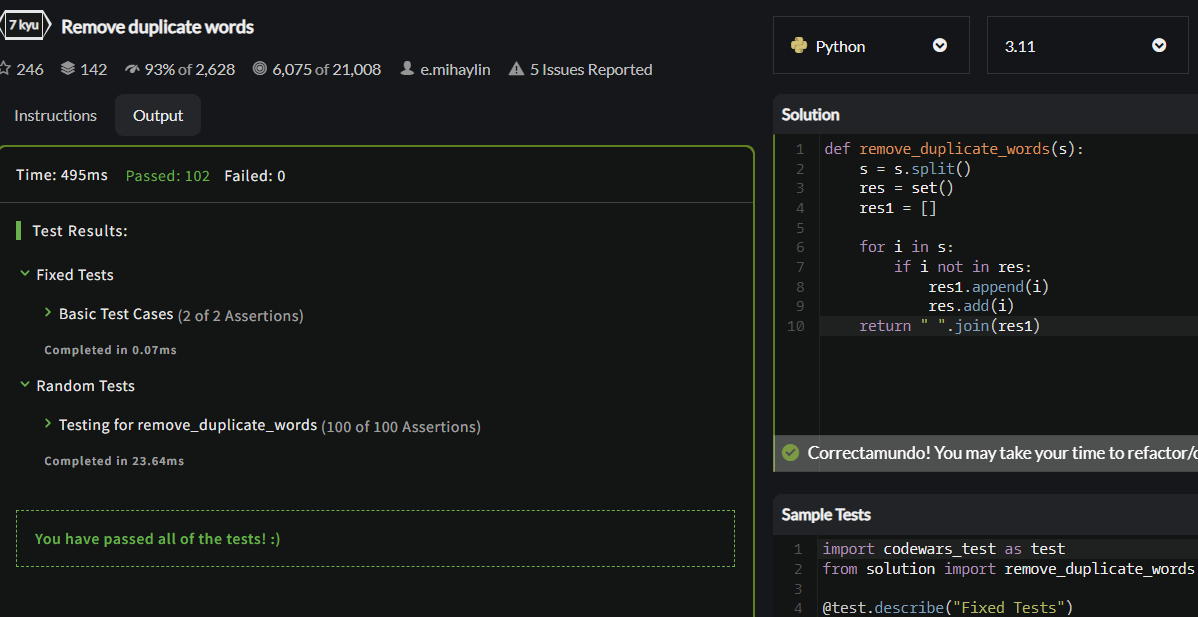 7 kyu Remove duplicate words
246 142 93% of 2,628 6,075 of 21,008 e.mihaylin 5 Issues Reported
Instructions Output
Time: 495ms Passed: 102 Failed: 0
Test Results:
Fixed Tests
Basic Test Cases (2 of 2 Assertions)
Completed in 0.07ms
Random Tests
Testing for remove_duplicate_words (100 of 100 Assertions)
Completed in 23.64ms
You have passed all of the tests! :)
Python 3.11
Solution
1 def remove_duplicate_words(s):
2 s = s.split()
3 res = set()
4 res1 = []
5
6 for i in s:
7 if i not in res:
8 res1.append(i)
9 res.add(i)
10 return " ".join(res1)
Correctamundo! You may take your time to refactor/c
Sample Tests
1 import codewars_test as test
2 from solution import remove_duplicate_words
3
4 @test.describe("Fixed Tests")